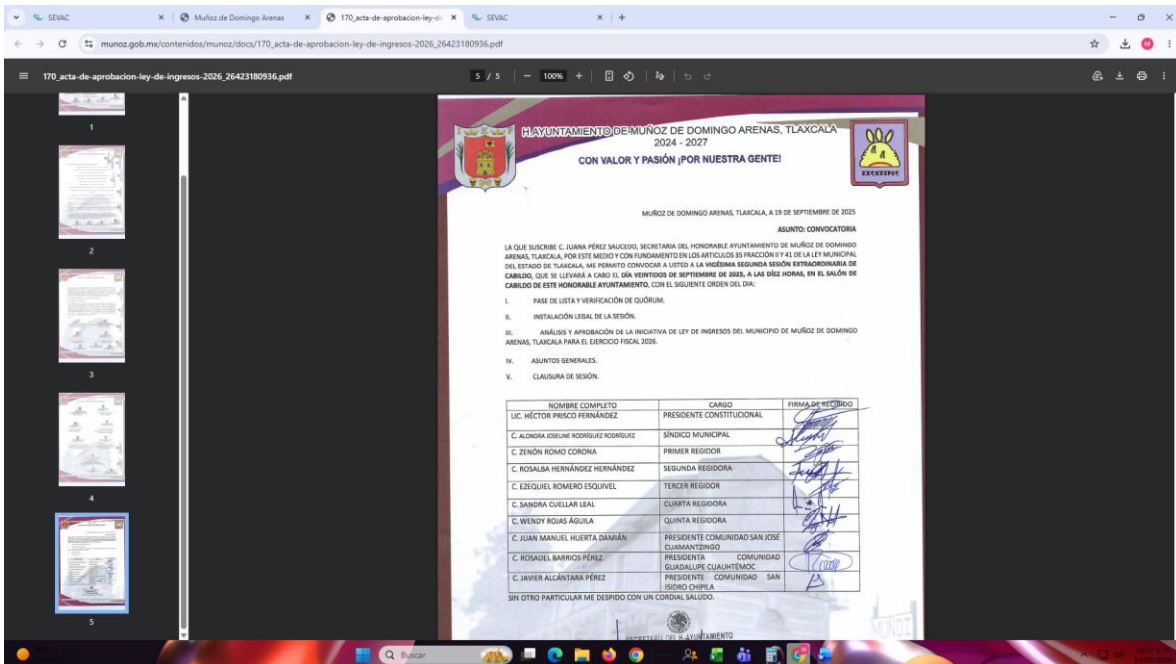 SEVAC
Muñoz de Domingo Arenas
170_acta-de-aprobacion-ley-de
SEVAC
munoz.gob.mx/contenidos/munoz/docs/170_acta-de-aprobacion-ley-de-ingresos-2026_26423180936.pdf
M
170_acta-de-aprobacion-ley-de-ingresos-2026_26423180936.pdf
5 / 5
100%
1
2
3
4
5
H.AYUNTAMIENTO DE MUÑOZ DE DOMINGO ARENAS, TLAXCALA
2024 - 2027
CON VALOR Y PASIÓN ¡POR NUESTRA GENTE!
XACALTOPEC
MUÑOZ DE DOMINGO ARENAS, TLAXCALA, A 19 DE SEPTIEMBRE DE 2025
ASUNTO: CONVOCATORIA
LA QUE SUSCRIBE C. JUANA PÉREZ SAUCEDO, SECRETARIA DEL HONORABLE AYUNTAMIENTO DE MUÑOZ DE DOMINGO
ARENAS, TLAXCALA, POR ESTE MEDIO Y CON FUNDAMENTO EN LOS ARTICULOS 35 FRACCIÓN II Y 41 DE LA LEY MUNICIPAL
DEL ESTADO DE TLAXCALA, ME PERMITO CONVOCAR A USTED A LA VIGÉSIMA SEGUNDA SESIÓN EXTRAORDINARIA DE
CABILDO, QUE SE LLEVARÁ A CABO EL DÍA VEINTIDOS DE SEPTIEMBRE DE 2025, A LAS DÍEZ HORAS, EN EL SALÓN DE
CABILDO DE ESTE HONORABLE AYUNTAMIENTO, CON EL SIGUIENTE ORDEN DEL DIA:
I. PASE DE LISTA Y VERIFICACIÓN DE QUÓRUM.
II. INSTALACIÓN LEGAL DE LA SESIÓN.
III. ANÁLISIS Y APROBACIÓN DE LA INICIATIVA DE LEY DE INGRESOS DEL MUNICIPIO DE MUÑOZ DE DOMINGO
ARENAS, TLAXCALA PARA EL EJERCICIO FISCAL 2026.
IV. ASUNTOS GENERALES.
V. CLAUSURA DE SESIÓN.
NOMBRE COMPLETO CARGO FIRMA DE RECIBIDO
LIC. HÉCTOR PRISCO FERNÁNDEZ PRESIDENTE CONSTITUCIONAL
C. ALONDRA JOSELINE RODRÍGUEZ RODRÍGUEZ SÍNDICO MUNICIPAL
C. ZENÓN ROMO CORONA PRIMER REGIDOR
C. ROSALBA HERNÁNDEZ HERNÁNDEZ SEGUNDA REGIDORA
C. EZEQUIEL ROMERO ESQUIVEL TERCER REGIDOR
C. SANDRA CUELLAR LEAL CUARTA REGIDORA
C. WENDY ROJAS ÁGUILA QUINTA REGIDORA
C. JUAN MANUEL HUERTA DAMIÁN PRESIDENTE COMUNIDAD SAN JOSÉ
CUAMANTZINGO
C. ROSADEL BARRIOS PÉREZ PRESIDENTA COMUNIDAD
GUADALUPE CUAUHTÉMOC
C. JAVIER ALCÁNTARA PÉREZ PRESIDENTE COMUNIDAD SAN
ISIDRO CHIPILA
SIN OTRO PARTICULAR ME DESPIDO CON UN CORDIAL SALUDO.
SECRETARÍA DEL H. AYUNTAMIENTO
MUÑOZ
Buscar